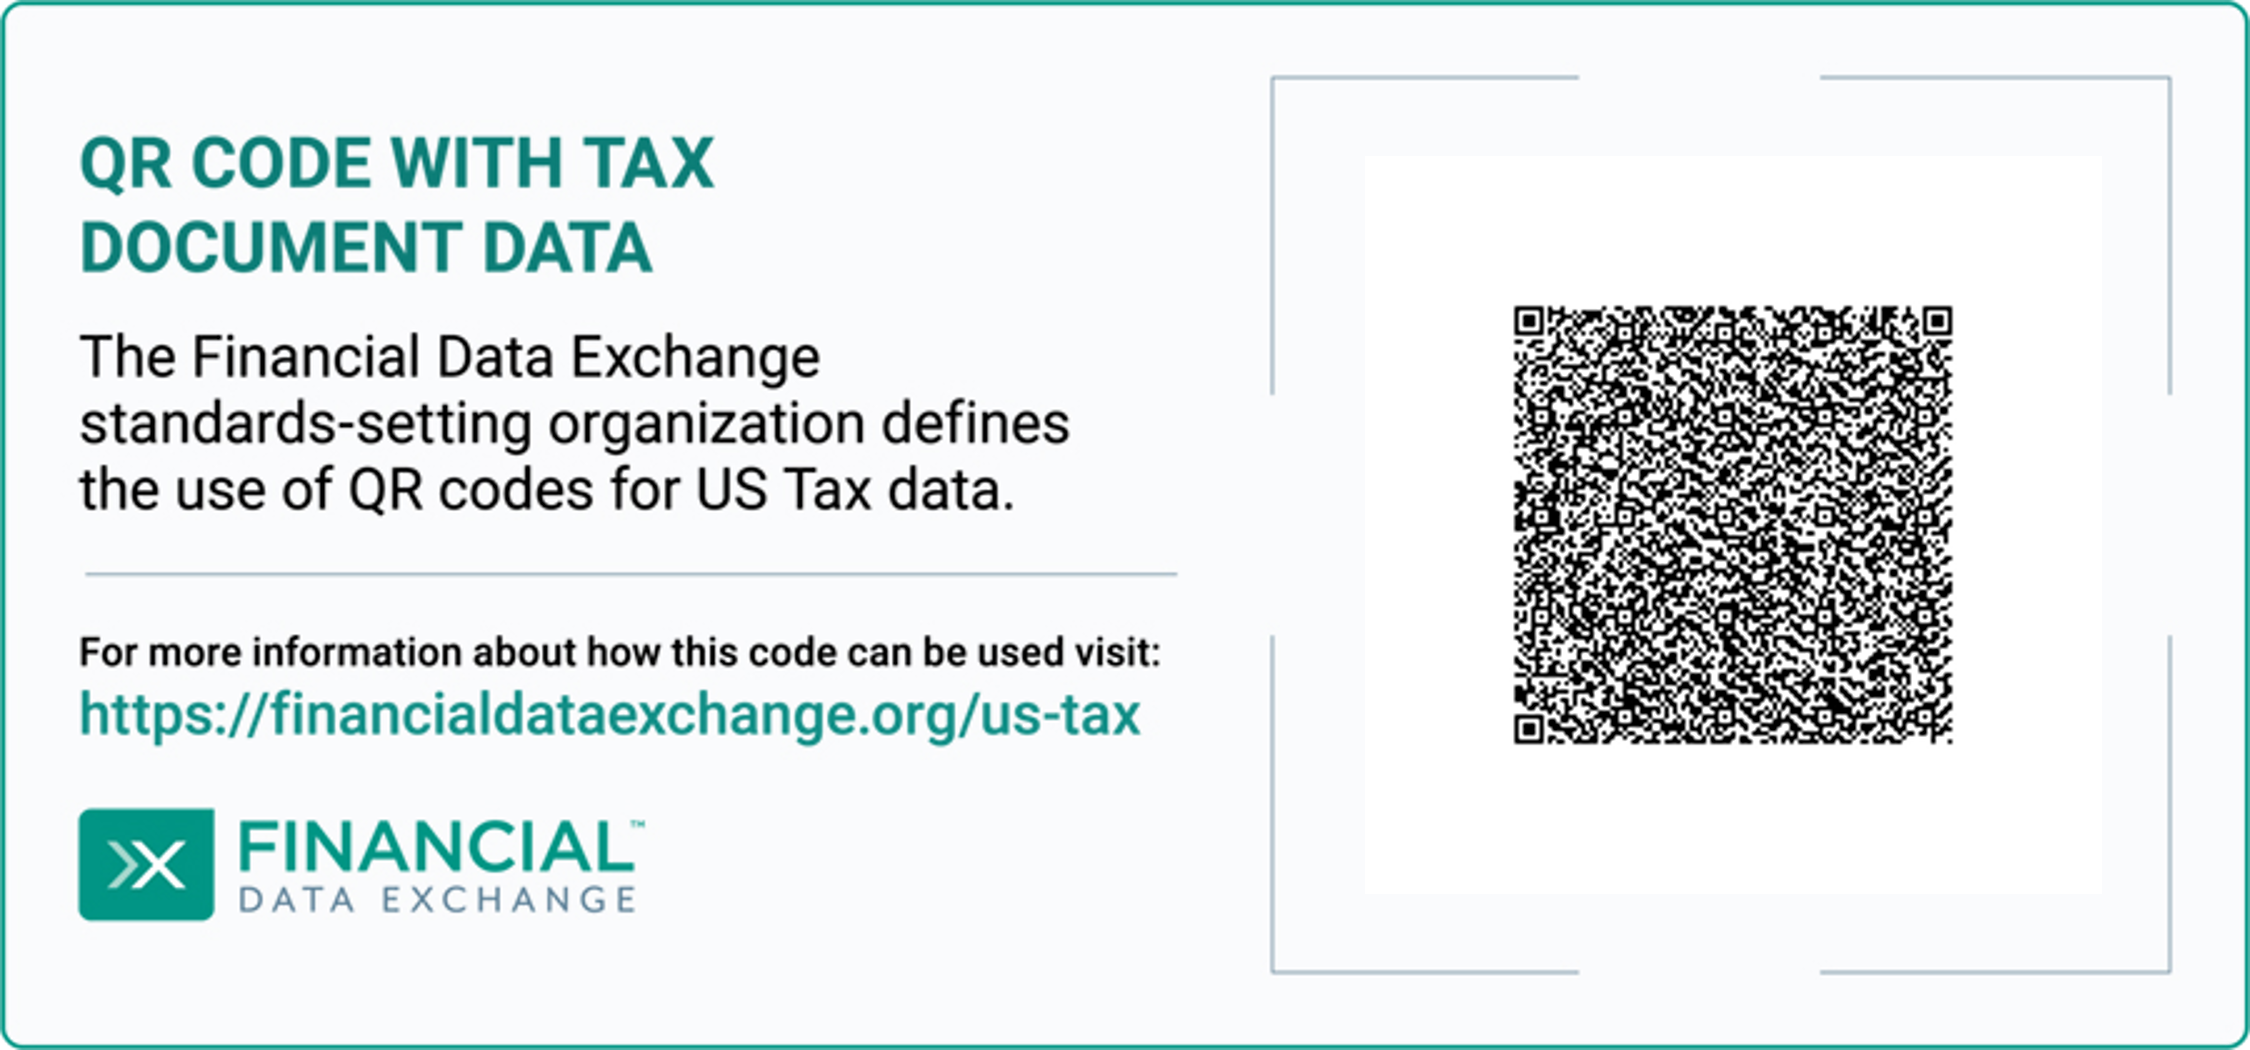 QR CODE WITH TAX
DOCUMENT DATA
The Financial Data Exchange
standards-setting organization defines
the use of QR codes for US Tax data.
For more information about how this code can be used visit:
https://financialdataexchange.org/us-tax
FINANCIAL™
DATA EXCHANGE